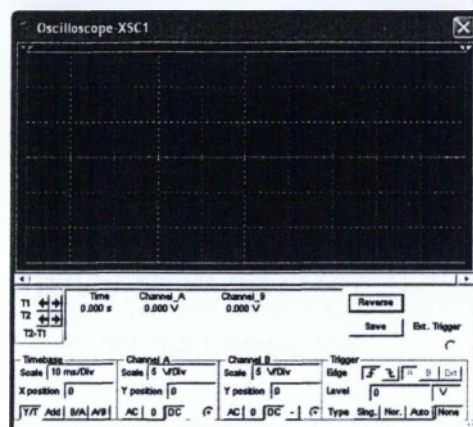 Oscilloscope-XSC1
Time Channel_A Channel_B
T1 0.000 s 0.000 V 0.000 V
T2
T2-T1
Reverse
Save Ext. Trigger
Timebase Channel A Channel B Trigger
Scale 10 ms/Div Scale 5 V/Div Scale 5 V/Div Edge A B Ext
X position 0 Y position 0 Y position 0 Level 0 V
Y/T Add B/A A/B AC 0 DC AC 0 DC - Type Sing. Nor. Auto None